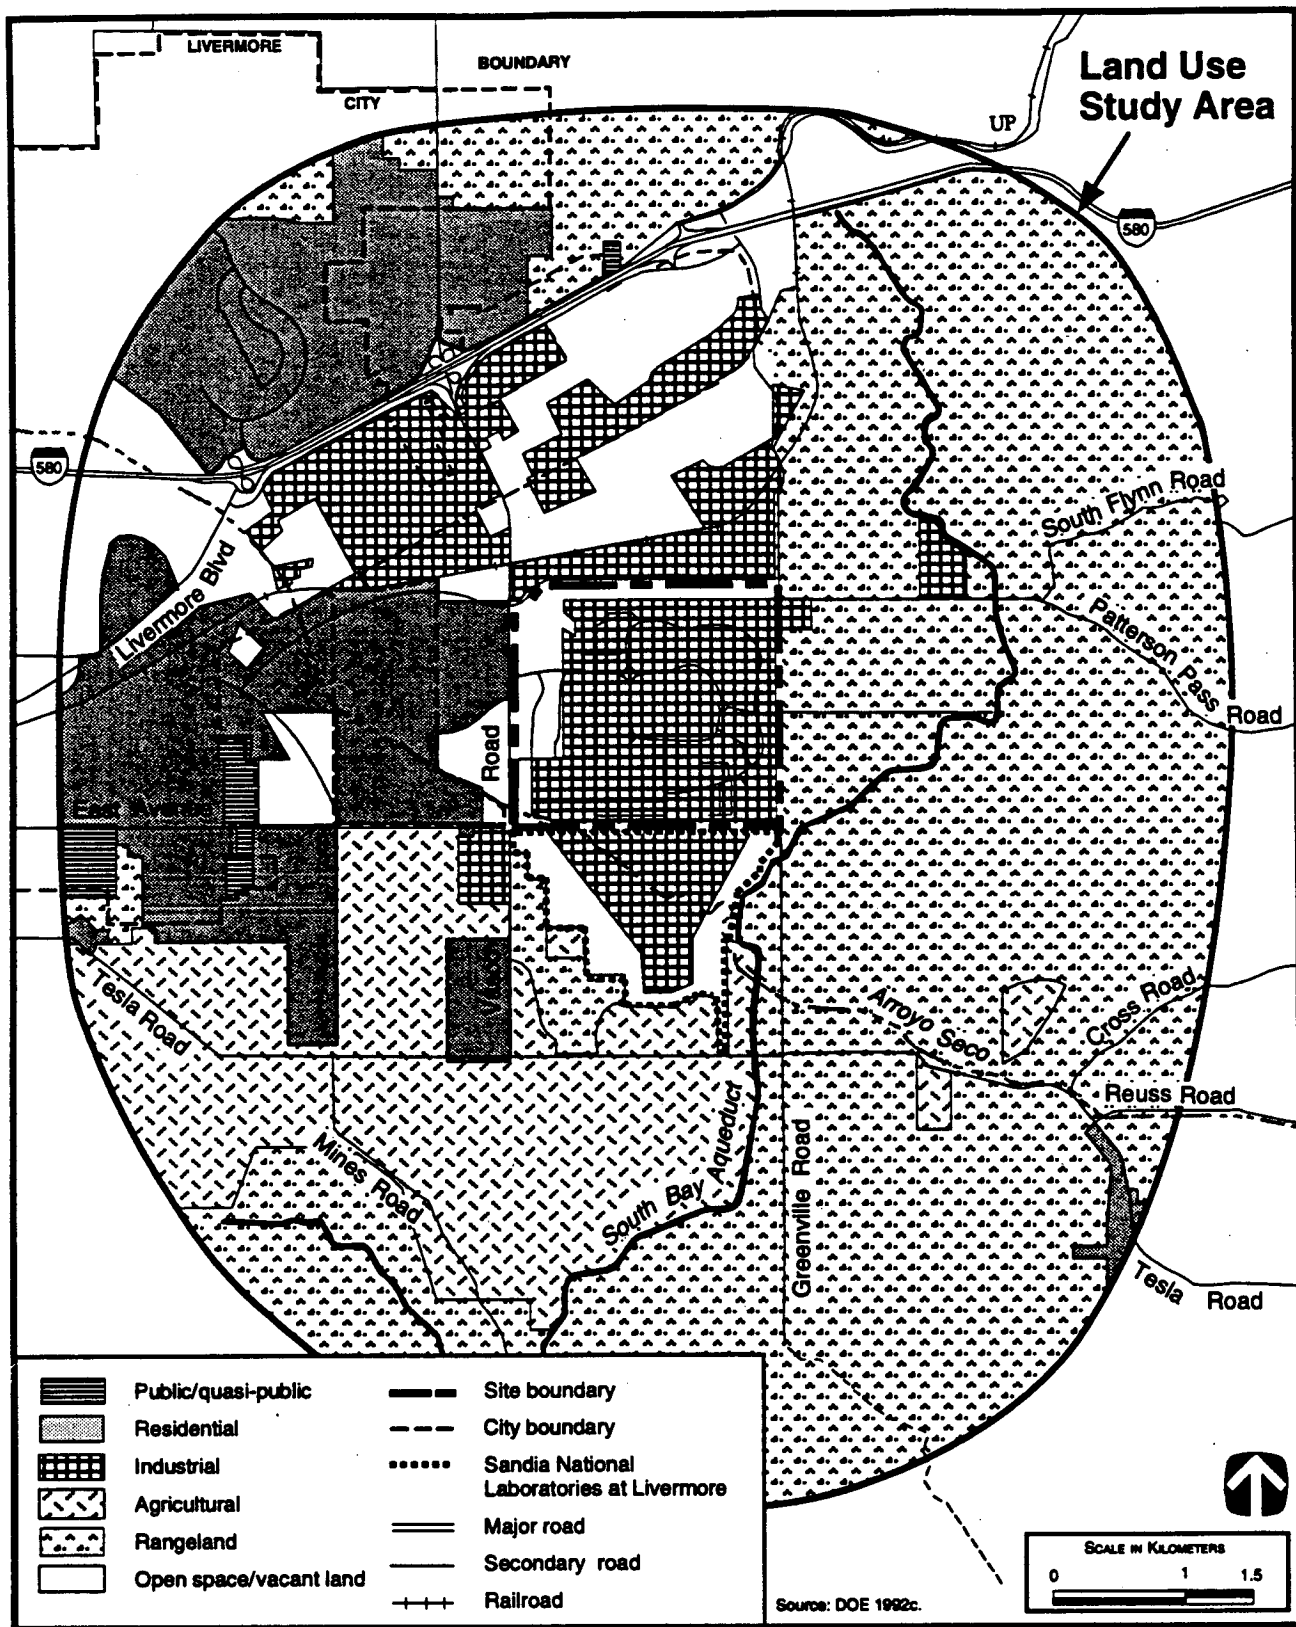 LIVERMORE
BOUNDARY
CITY
Land Use
Study Area
UP
580
580
South Flynn Road
Livermore Blvd
Patterson Pass Road
Road
East Avenue
Tesla Road
Arroyo Seco
Cross Road
Reuss Road
Mines Road
South Bay Aqueduct
Greenville Road
Tesla Road
Public/quasi-public
Residential
Industrial
Agricultural
Rangeland
Open space/vacant land
Site boundary
City boundary
Sandia National
Laboratories at Livermore
Major road
Secondary road
Railroad
Source: DOE 1992c.
SCALE IN KILOMETERS
0 1 1.5